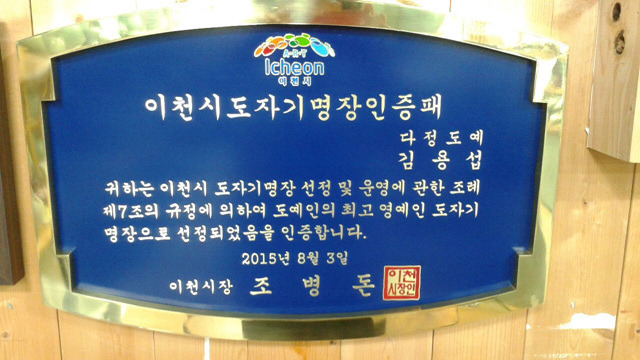 A·R·T
Icheon
이천시
이천시도자기명장인증패
다정도예
김용섭
귀하는 이천시 도자기명장 선정 및 운영에 관한 조례
제7조의 규정에 의하여 도예인의 최고 영예인 도자기
명장으로 선정되었음을 인증합니다.
2015년 8월 3일
이천시장 조병돈
이천
시장인